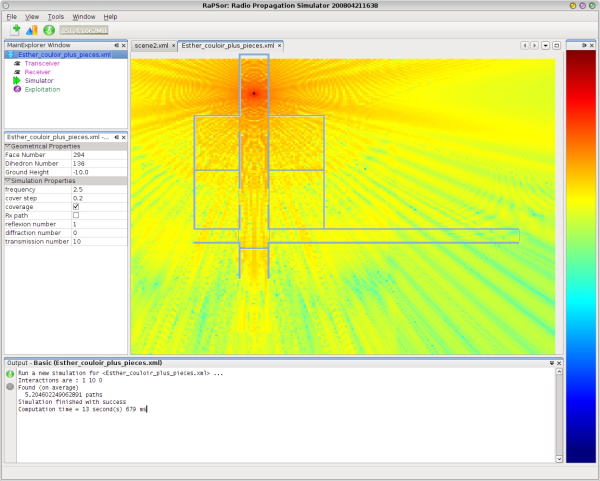 RaPSor: Radio Propagation Simulator 200804211638
File View Tools Window Help
MainExplorer Window
Esther_couloir_plus_pieces.xml
Transceiver
Receiver
Simulator
Exploitation
scene2.xml
Esther_couloir_plus_pieces.xml
Esther_couloir_plus_pieces.xml -...
Geometrical Properties
Face Number 294
Dihedron Number 136
Ground Height -10.0
Simulation Properties
frequency 2.5
cover step 0.2
coverage
Rx path
reflexion number 1
diffraction number 0
transmission number 10
Output - Basic (Esther_couloir_plus_pieces.xml)
Run a new simulation for <Esther_couloir_plus_pieces.xml> ...
Interactions are : 1 10 0
Found (on average)
5.204602249062891 paths
Simulation finished with success
Computation time = 13 second(s) 679 ms